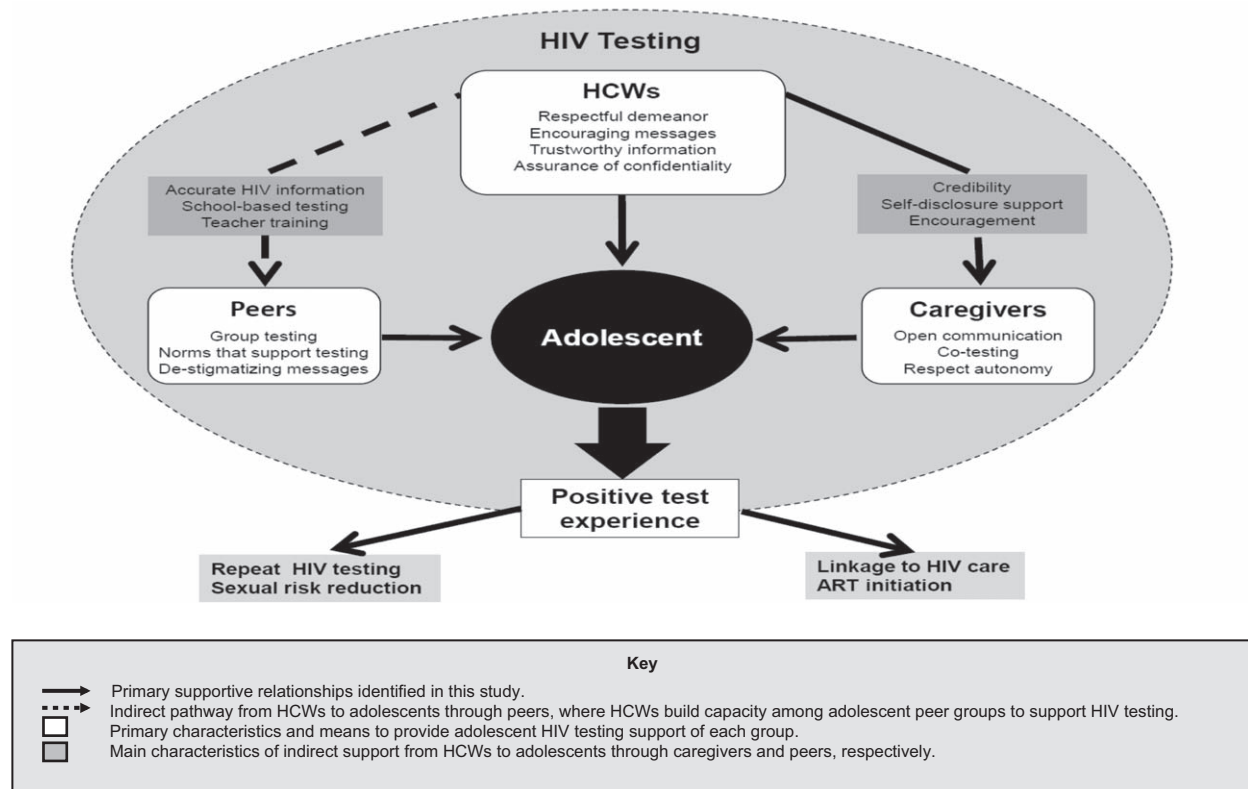 HIV Testing
HCWs
Respectful demeanor
Encouraging messages
Trustworthy information
Assurance of confidentiality
Accurate HIV information
School-based testing
Teacher training
Credibility
Self-disclosure support
Encouragement
Peers
Group testing
Norms that support testing
De-stigmatizing messages
Adolescent
Caregivers
Open communication
Co-testing
Respect autonomy
Positive test
experience
Repeat HIV testing
Sexual risk reduction
Linkage to HIV care
ART initiation
Key
Primary supportive relationships identified in this study.
Indirect pathway from HCWs to adolescents through peers, where HCWs build capacity among adolescent peer groups to support HIV testing.
Primary characteristics and means to provide adolescent HIV testing support of each group.
Main characteristics of indirect support from HCWs to adolescents through caregivers and peers, respectively.